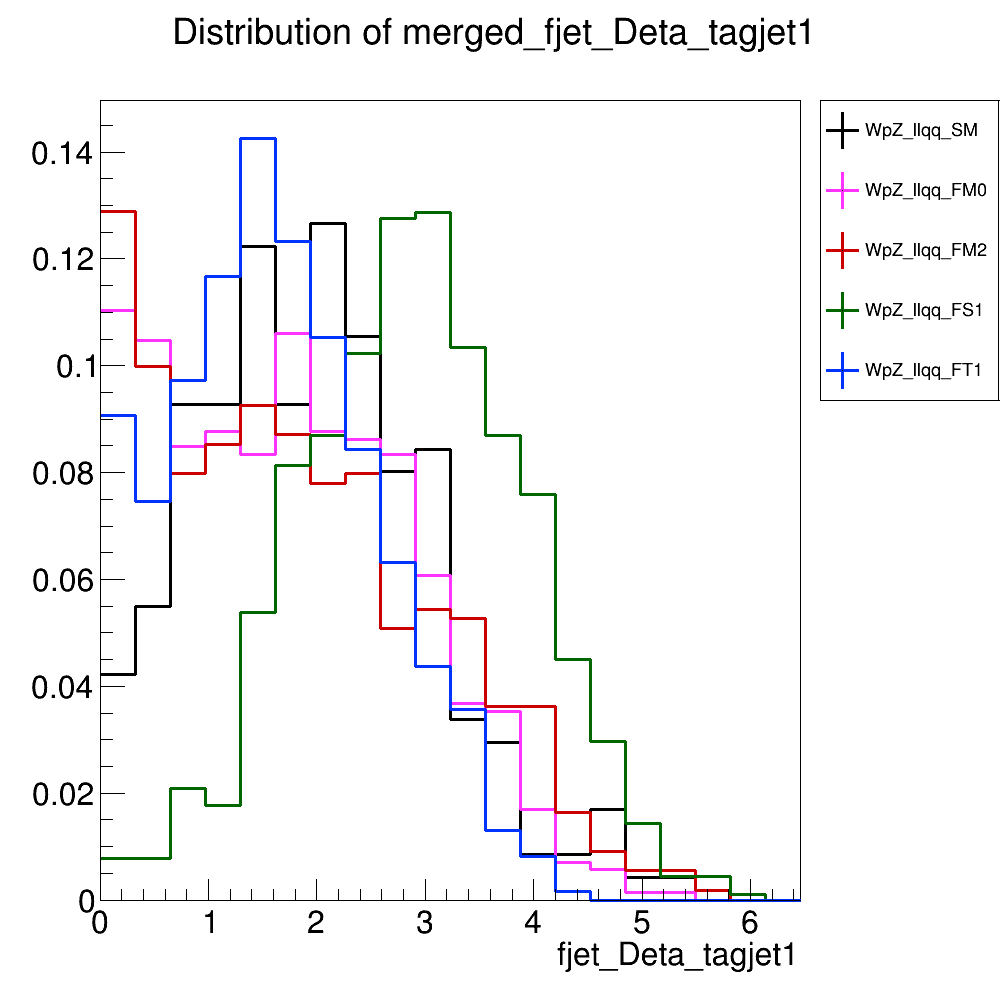 Distribution of merged_fjet_Deta_tagjet1
0.14
0.12
0.1
0.08
0.06
0.04
0.02
0
0 1 2 3 4 5 6
fjet_Deta_tagjet1
WpZ_llqq_SM
WpZ_llqq_FM0
WpZ_llqq_FM2
WpZ_llqq_FS1
WpZ_llqq_FT1